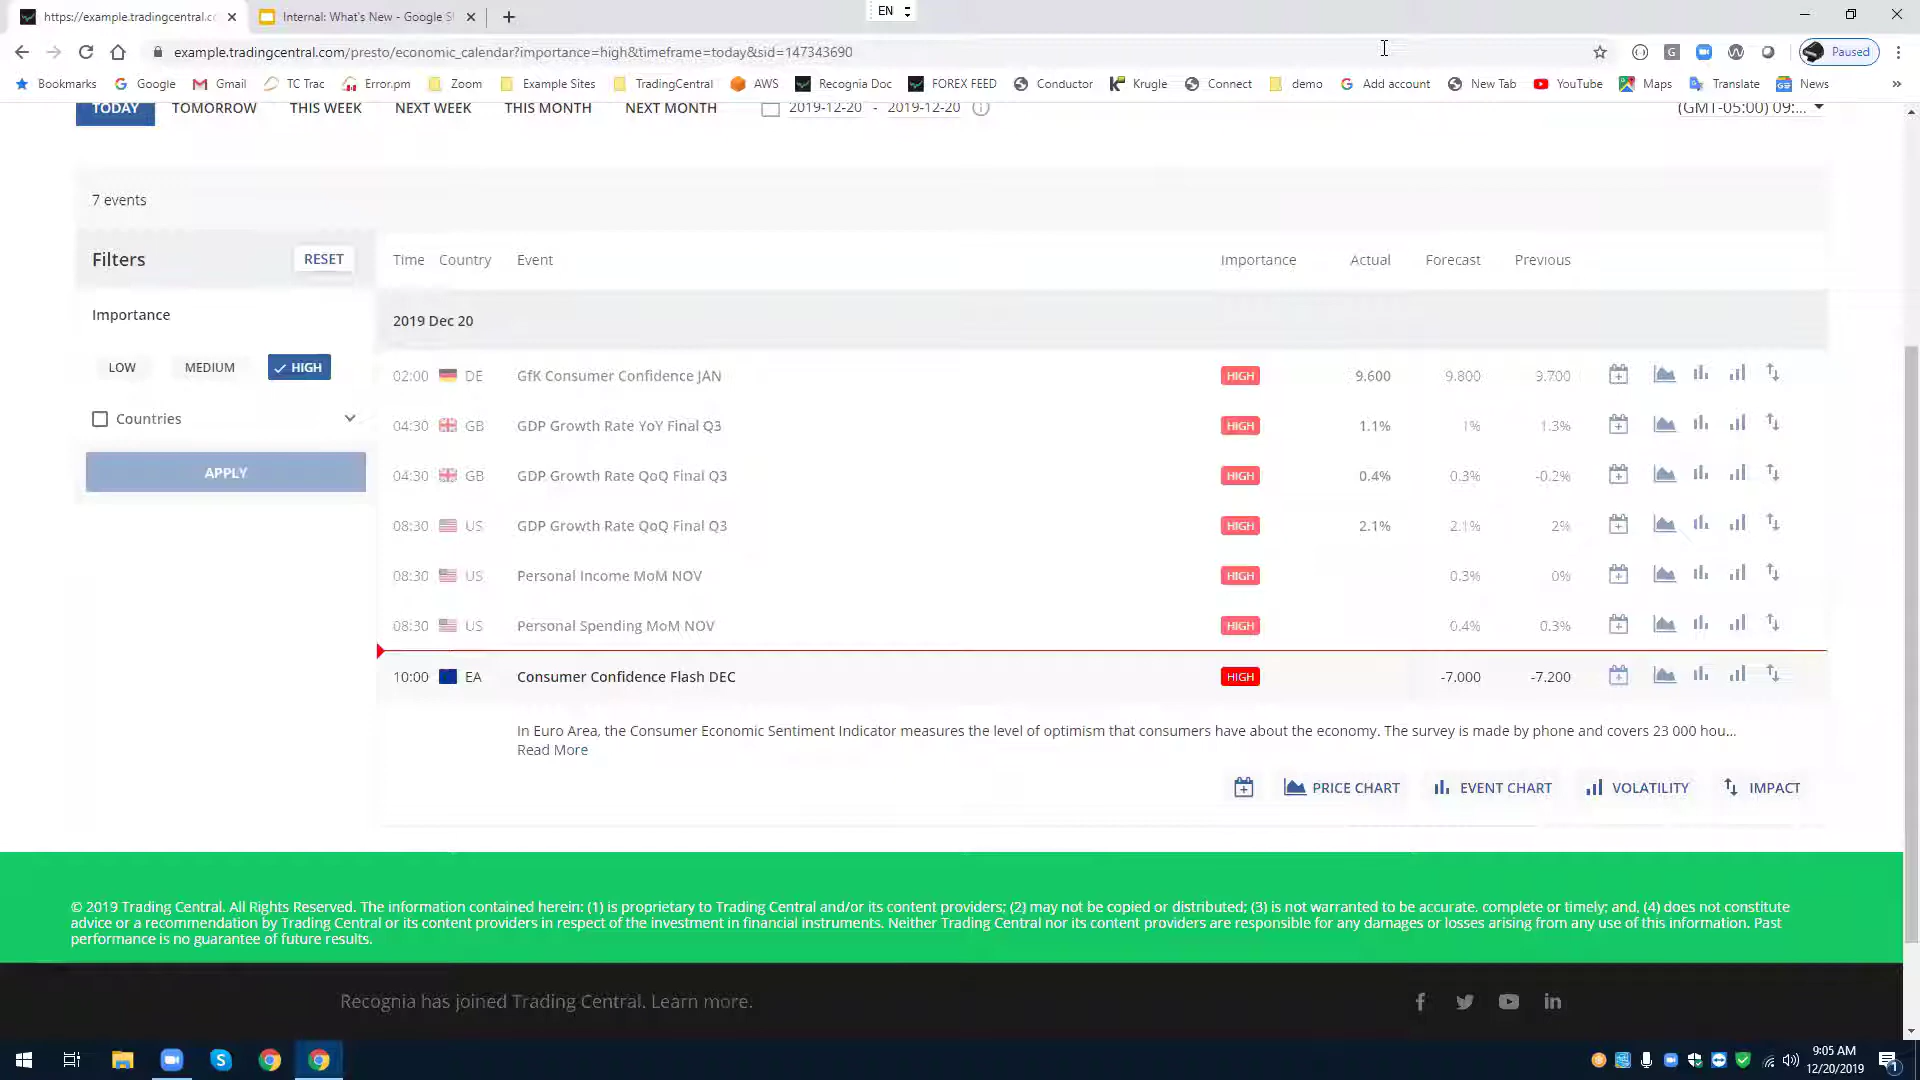 https://example.tradingcentral.cc
Internal: What's New - Google S
EN
example.tradingcentral.com/presto/economic_calendar?importance=high&timeframe=today&sid=147343690
Paused
Bookmarks Google Gmail TC Trac Error.pm Zoom Example Sites TradingCentral AWS Recognia Doc FOREX FEED Conductor Krugle Connect demo Add account New Tab YouTube Maps Translate News
TODAY TOMORROW THIS WEEK NEXT WEEK THIS MONTH NEXT MONTH 2019-12-20 - 2019-12-20 (GMT-05:00) 09:...
7 events
Filters RESET
Importance
LOW MEDIUM HIGH
Countries
APPLY
Time Country Event Importance Actual Forecast Previous
2019 Dec 20
02:00 DE GfK Consumer Confidence JAN HIGH 9.600 9.800 9.700
04:30 GB GDP Growth Rate YoY Final Q3 HIGH 1.1% 1% 1.3%
04:30 GB GDP Growth Rate QoQ Final Q3 HIGH 0.4% 0.3% -0.2%
08:30 US GDP Growth Rate QoQ Final Q3 HIGH 2.1% 2.1% 2%
08:30 US Personal Income MoM NOV HIGH 0.3% 0%
08:30 US Personal Spending MoM NOV HIGH 0.4% 0.3%
10:00 EA Consumer Confidence Flash DEC HIGH -7.000 -7.200
In Euro Area, the Consumer Economic Sentiment Indicator measures the level of optimism that consumers have about the economy. The survey is made by phone and covers 23 000 hou...
Read More
PRICE CHART EVENT CHART VOLATILITY IMPACT
© 2019 Trading Central. All Rights Reserved. The information contained herein: (1) is proprietary to Trading Central and/or its content providers; (2) may not be copied or distributed; (3) is not warranted to be accurate. complete or timely; and, (4) does not constitute
advice or a recommendation by Trading Central or its content providers in respect of the investment in financial instruments. Neither Trading Central nor its content providers are responsible for any damages or losses arising from any use of this information. Past
performance is no guarantee of future results.
Recognia has joined Trading Central. Learn more.
9:05 AM
12/20/2019